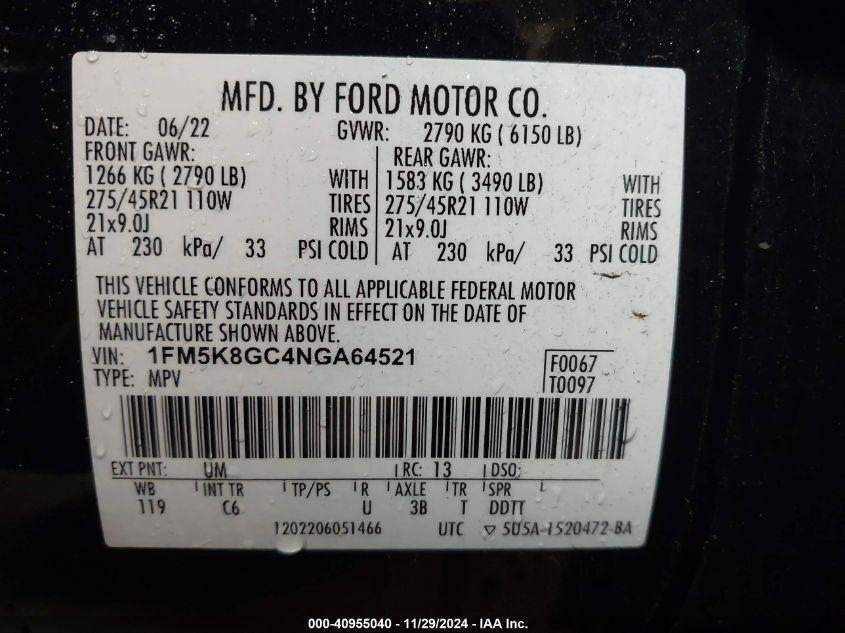 MFD. BY FORD MOTOR CO.
DATE: 06/22 GVWR: 2790 KG ( 6150 LB)
FRONT GAWR: REAR GAWR:
1266 KG ( 2790 LB) WITH 1583 KG ( 3490 LB) WITH
275/45R21 110W TIRES 275/45R21 110W TIRES
21x9.0J RIMS 21x9.0J RIMS
AT 230 kPa/ 33 PSI COLD AT 230 kPa/ 33 PSI COLD
THIS VEHICLE CONFORMS TO ALL APPLICABLE FEDERAL MOTOR
VEHICLE SAFETY STANDARDS IN EFFECT ON THE DATE OF
MANUFACTURE SHOWN ABOVE.
VIN: 1FM5K8GC4NGA64521 F0067
TYPE: MPV T0097
EXT PNT: UM RC: 13 DSO:
WB INT TR TP/PS R AXLE TR SPR
119 C6 U 3B T DDTT
1202206051466 UTC ▽ 5U5A-1520472-BA
000-40955040 - 11/29/2024 - IAA Inc.